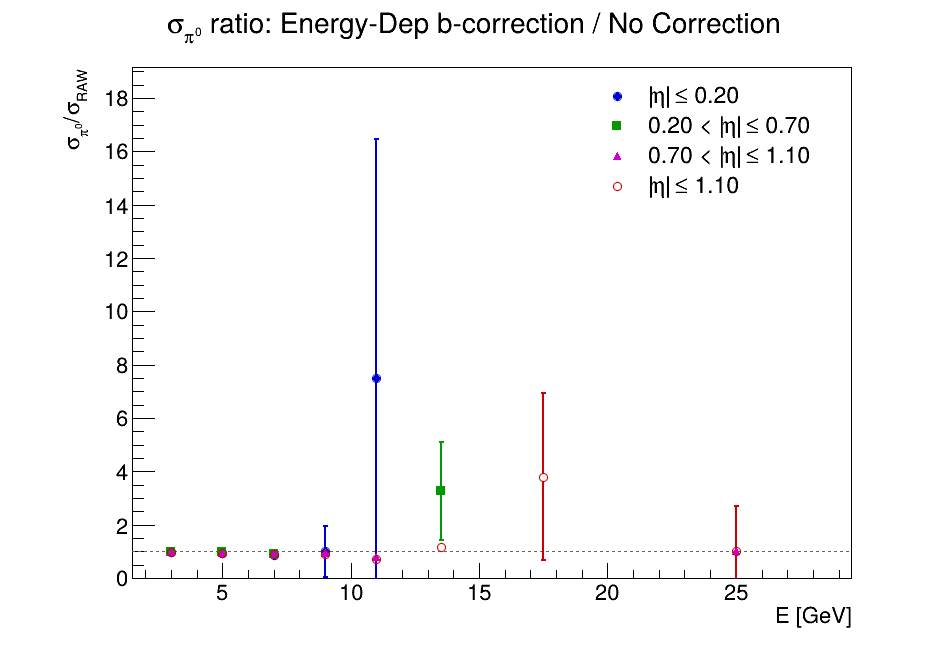 σπ⁰ ratio: Energy-Dep b-correction / No Correction
σπ⁰/σRAW
18
16
14
12
10
8
6
4
2
0
|η| ≤ 0.20
0.20 < |η| ≤ 0.70
0.70 < |η| ≤ 1.10
|η| ≤ 1.10
5 10 15 20 25
E [GeV]